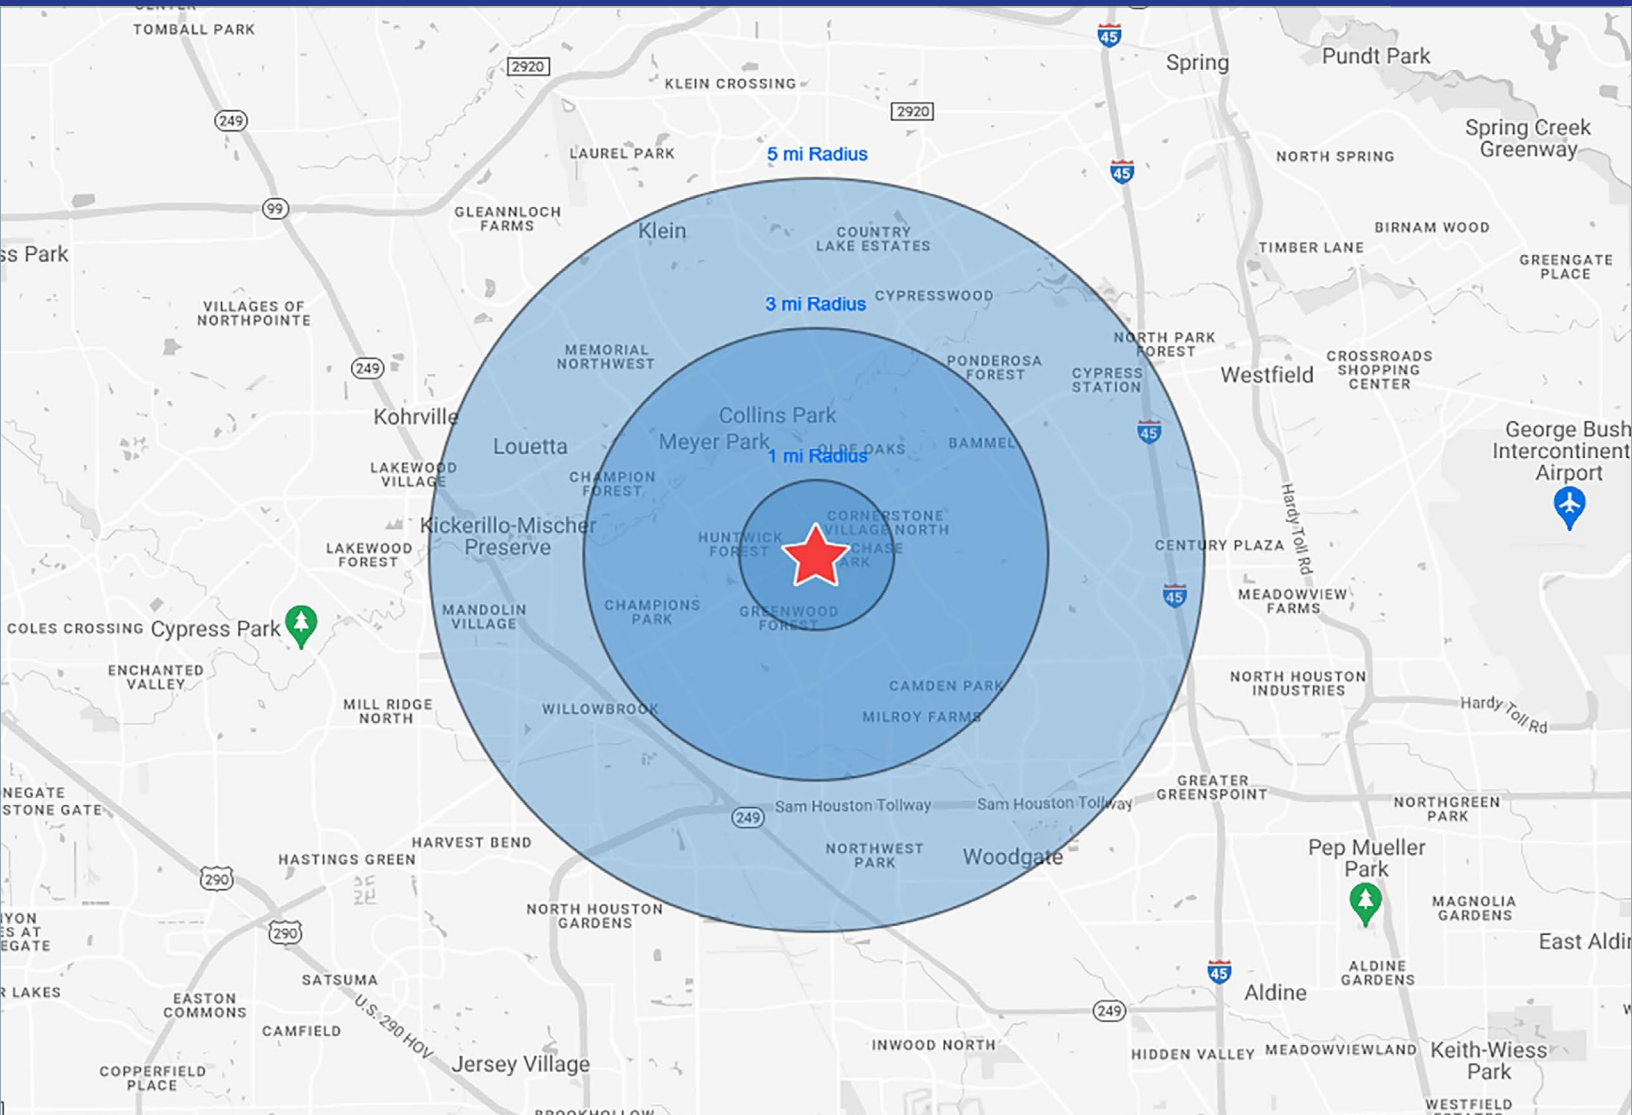 TOMBALL PARK
45
Spring
Pundt Park
2920
KLEIN CROSSING
2920
249
Spring Creek
Greenway
LAUREL PARK
5 mi Radius
NORTH SPRING
45
99
GLEANNLOCH
FARMS
Klein
COUNTRY
LAKE ESTATES
BIRNAM WOOD
TIMBER LANE
ss Park
GREENGATE
PLACE
VILLAGES OF
NORTHPOINTE
3 mi Radius
CYPRESSWOOD
NORTH PARK
FOREST
MEMORIAL
NORTHWEST
PONDEROSA
FOREST
CYPRESS
STATION
CROSSROADS
SHOPPING
CENTER
249
Westfield
Kohrville
Collins Park
Meyer Park
OLDE OAKS
BAMMEL
45
George Bush
Intercontinent
Airport
Louetta
1 mi Radius
LAKEWOOD
VILLAGE
CHAMPION
FOREST
Kickerillo-Mischer
Preserve
CORNERSTONE
VILLAGE NORTH
HUNTWICK
FOREST
CHASE
ARK
Hardy Toll Rd
LAKEWOOD
FOREST
CENTURY PLAZA
45
MEADOWVIEW
FARMS
MANDOLIN
VILLAGE
CHAMPIONS
PARK
GREENWOOD
FOREST
COLES CROSSING
Cypress Park
ENCHANTED
VALLEY
CAMDEN PARK
NORTH HOUSTON
INDUSTRIES
MILL RIDGE
NORTH
WILLOWBROOK
MILROY FARMS
Hardy Toll Rd
NEGATE
STONE GATE
GREATER
GREENSPOINT
249
Sam Houston Tollway
Sam Houston Tollway
NORTHGREEN
PARK
HARVEST BEND
HASTINGS GREEN
NORTHWEST
PARK
Woodgate
Pep Mueller
Park
290
NORTH HOUSTON
GARDENS
MAGNOLIA
GARDENS
YON
ES AT
EGATE
290
East Aldin
SATSUMA
45
ALDINE
GARDENS
R LAKES
EASTON
COMMONS
U.S. 290 HOV
Aldine
249
CAMFIELD
INWOOD NORTH
HIDDEN VALLEY
MEADOWVIEWLAND
Keith-Wiess
Park
Jersey Village
COPPERFIELD
PLACE
WESTFIELD